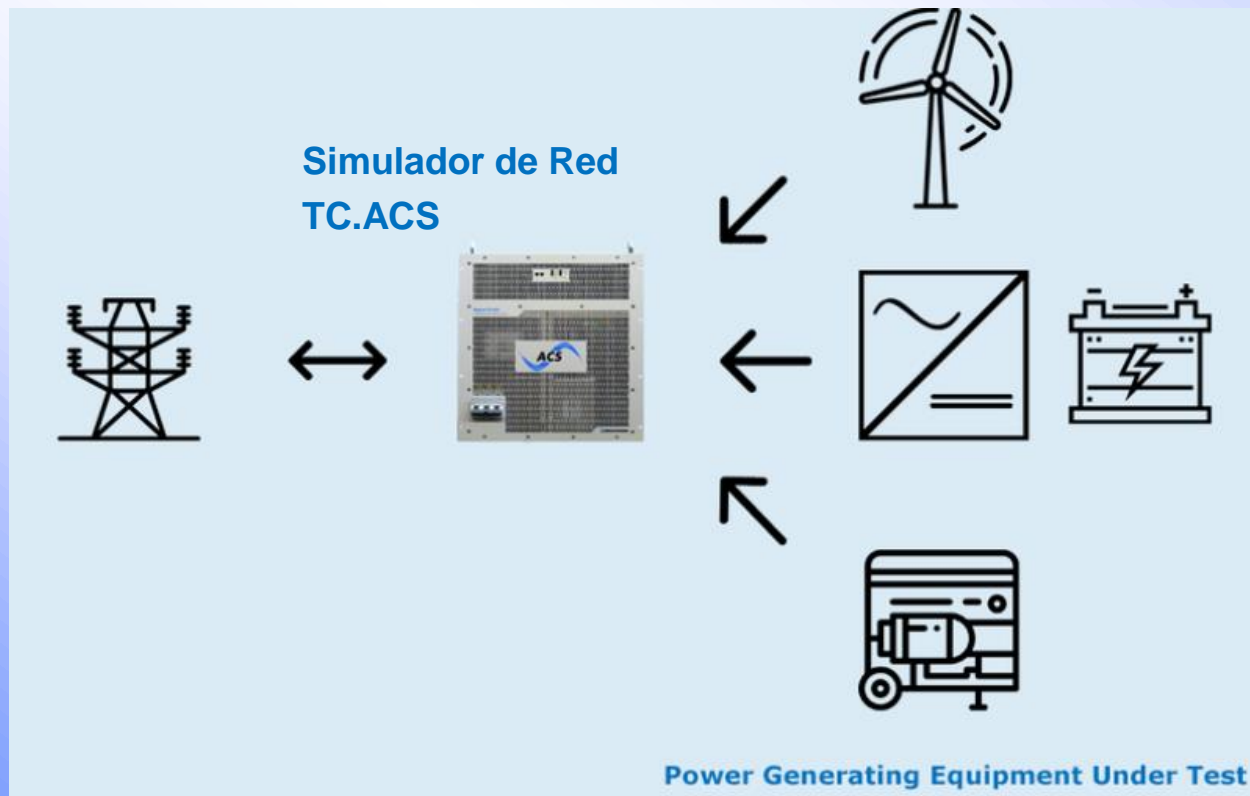 Simulador de Red
TC.ACS
ACS
Power Generating Equipment Under Test